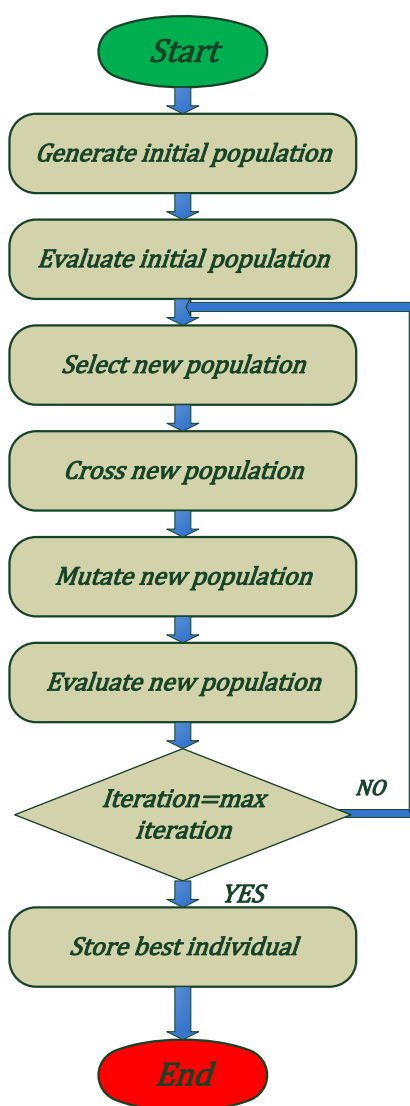 Start
Generate initial population
Evaluate initial population
Select new population
Cross new population
Mutate new population
Evaluate new population
Iteration=max
iteration
NO
YES
Store best individual
End